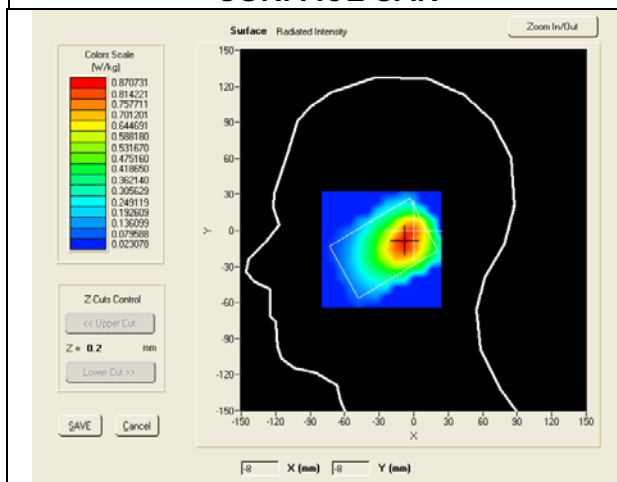 SURFACE SAR
Surface Radiated Intensity
Zoom In/Out
Colors Scale
(W/kg)
0.870731
0.814221
0.757711
0.701201
0.644691
0.588180
0.531670
0.475160
0.418650
0.362140
0.305629
0.249119
0.192609
0.136099
0.079588
0.023078
150
120
90
60
30
0
-30
-60
-90
-120
-150
Y
-150 -120 -90 -60 -30 0 30 60 90 120 150
X
Z-Cuts Control
<< Upper Cut
Z = 0.2 mm
Lower Cut >>
SAVE Cancel
-8 X (mm) -8 Y (mm)